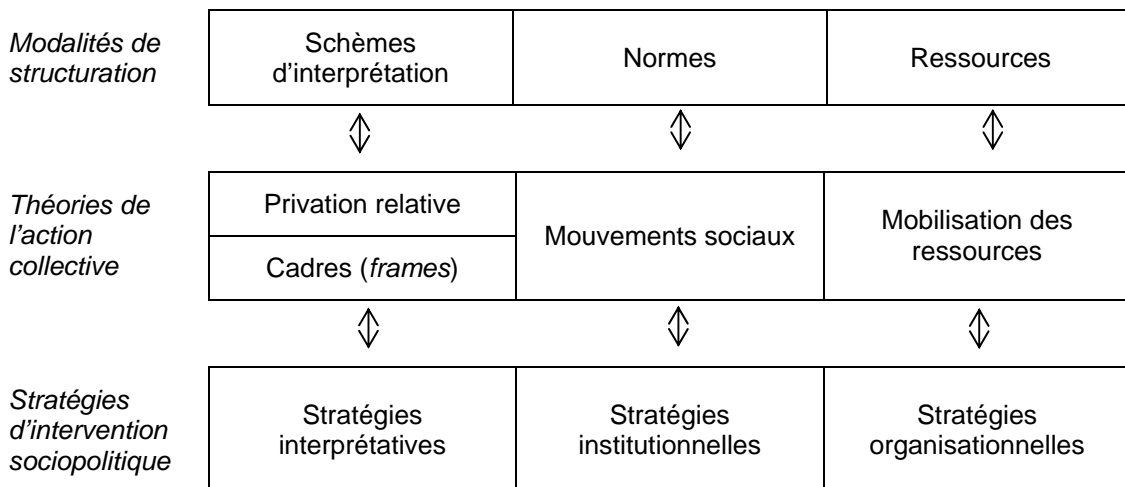 Modalités de
structuration
Schèmes
d’interprétation
Normes
Ressources
Théories de
l’action
collective
Privation relative
Cadres (frames)
Mouvements sociaux
Mobilisation des
ressources
Stratégies
d’intervention
sociopolitique
Stratégies
interprétatives
Stratégies
institutionnelles
Stratégies
organisationnelles